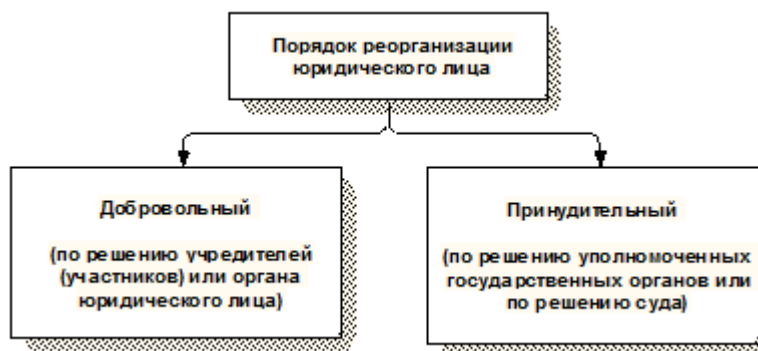 Порядок реорганизации
юридического лица
Добровольный
(по решению учредителей
(участников) или органа
юридического лица)
Принудительный
(по решению уполномоченных
государственных органов или
по решению суда)